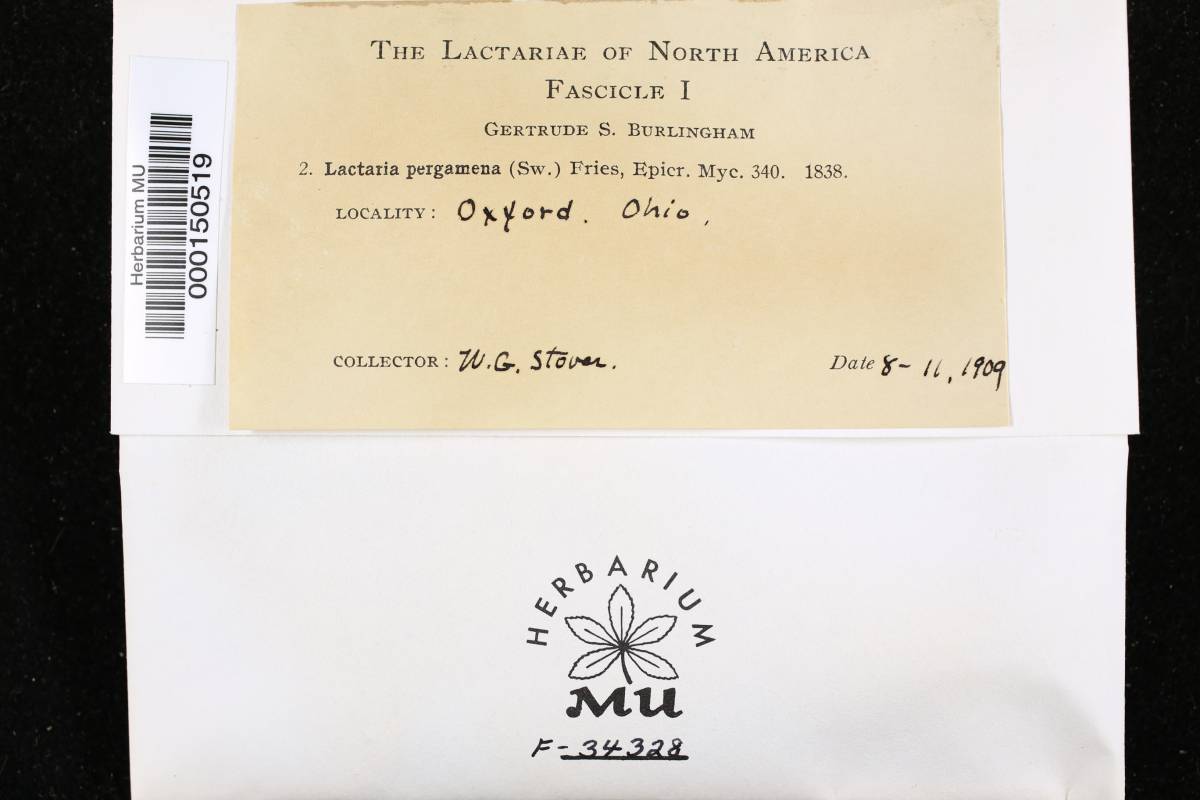 THE LACTARIAE OF NORTH AMERICA
FASCICLE I
GERTRUDE S. BURLINGHAM
2. Lactaria pergamena (Sw.) Fries, Epicr. Myc. 340. 1838.
LOCALITY: Oxford. Ohio,
COLLECTOR: W.G. Stover.
Date 8-11, 1909
Herbarium MU
000150519
HERBARIUM
MU
F-34328